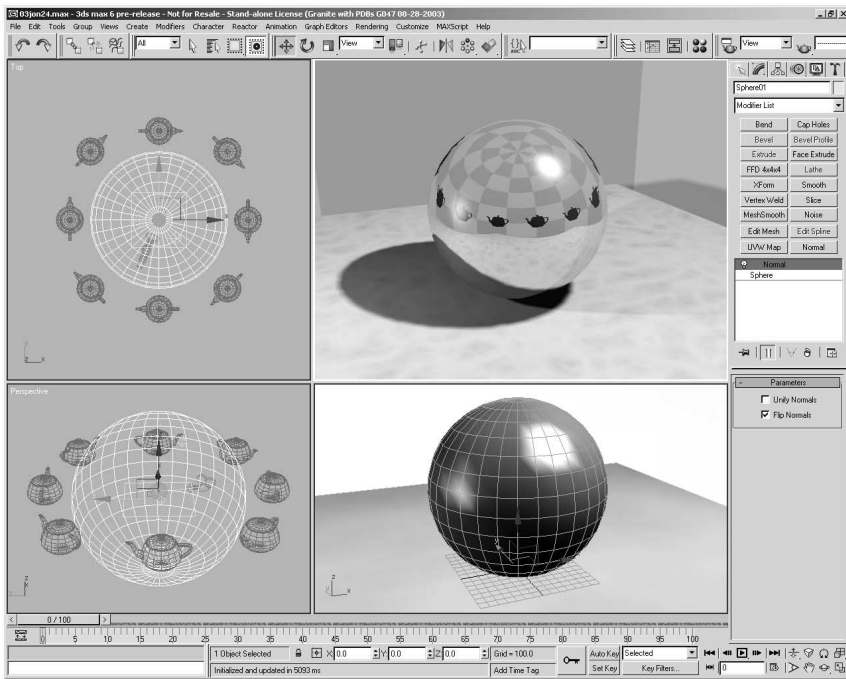 03jon24.max - 3ds max 6 pre-release - Not for Resale - Stand-alone License (Granite with PDBs G047 08-28-2003)
File Edit Tools Group Views Create Modifiers Character Reactor Animation Graph Editors Rendering Customize MAXScript Help
All
View
View
Top
Sphere01
Modifier List
Bend Cap Holes
Bevel Bevel Profile
Extrude Face Extrude
FFD 4x4x4 Lathe
XForm Smooth
Vertex Weld Slice
MeshSmooth Noise
Edit Mesh Edit Spline
UVW Map Normal
Normal
Sphere
z x
Perspective
- Parameters
Unify Normals
Flip Normals
z
x
z
x
< 0 / 100 >
0 5 10 15 20 25 30 35 40 45 50 55 60 65 70 75 80 85 90 95 100
1 Object Selected X: 0.0 Y: 0.0 Z: 0.0 Grid = 100.0 Auto Key Selected
Initialized and updated in 5093 ms Add Time Tag Set Key Key Filters... 0